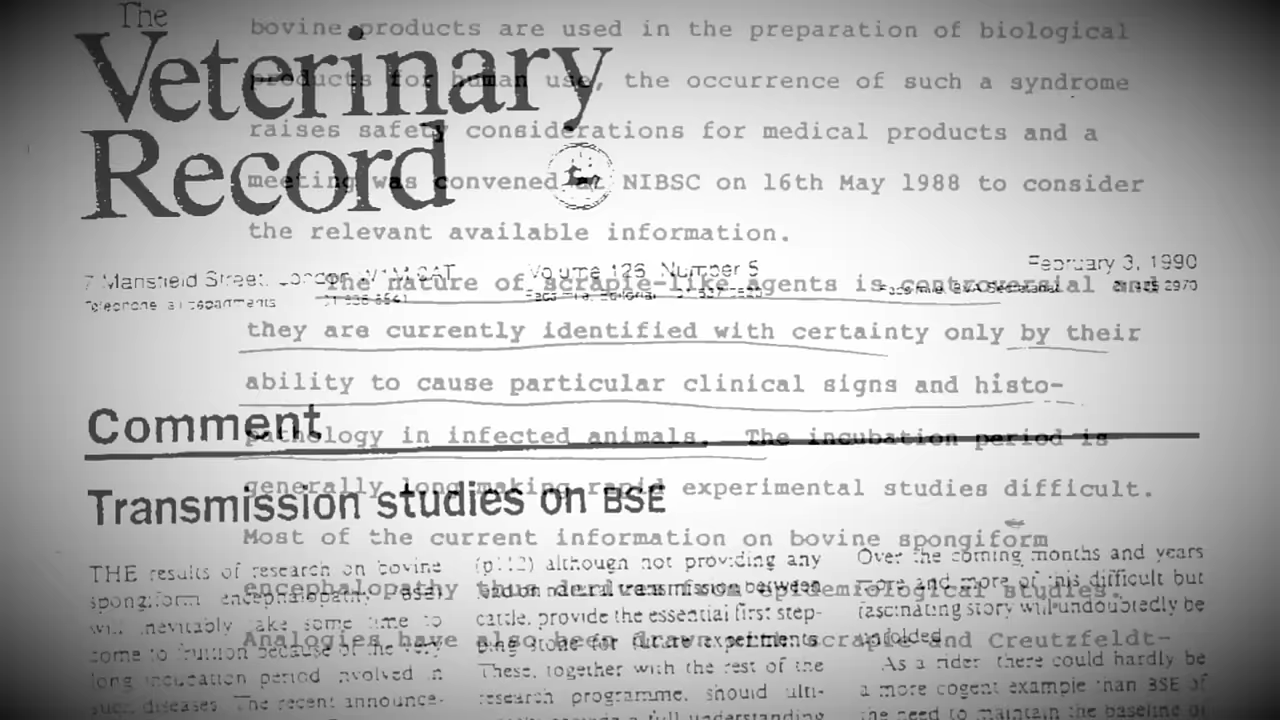 The
Veterinary
Record
7 Mansfield Street, London W1M 0AT
Volume 126 Number 5
February 3, 1990
Comment
Transmission studies on BSE
THE results of research on bovine
spongiform encephalopathy BSE)
will inevitably take some time to
come to fruition because of the very
long incubation period involved in
such diseases. The recent announce-
(p112) although not providing any
transmission between
cattle, provide the essential first step-
ping stone for future experiments
These, together with the rest of the
research programme, should ulti-
a full understanding
Over the coming months and years
more and more of this difficult but
fascinating story will undoubtedly be
unfolded.
As a rider there could hardly be
a more cogent example than BSE of
the need to maintain the baseline of
bovine products are used in the preparation of biological
products for human use, the occurrence of such a syndrome
raises safety considerations for medical products and a
meeting was convened at NIBSC on 16th May 1988 to consider
the relevant available information.
The nature of scrapie-like agents is controversial and
they are currently identified with certainty only by their
ability to cause particular clinical signs and histo-
pathology in infected animals. The incubation period is
generally long making rapid experimental studies difficult.
Most of the current information on bovine spongiform
encephalopathy thus derives from epidemiological studies.
Analogies have also been drawn with scrapie and Creutzfeldt-